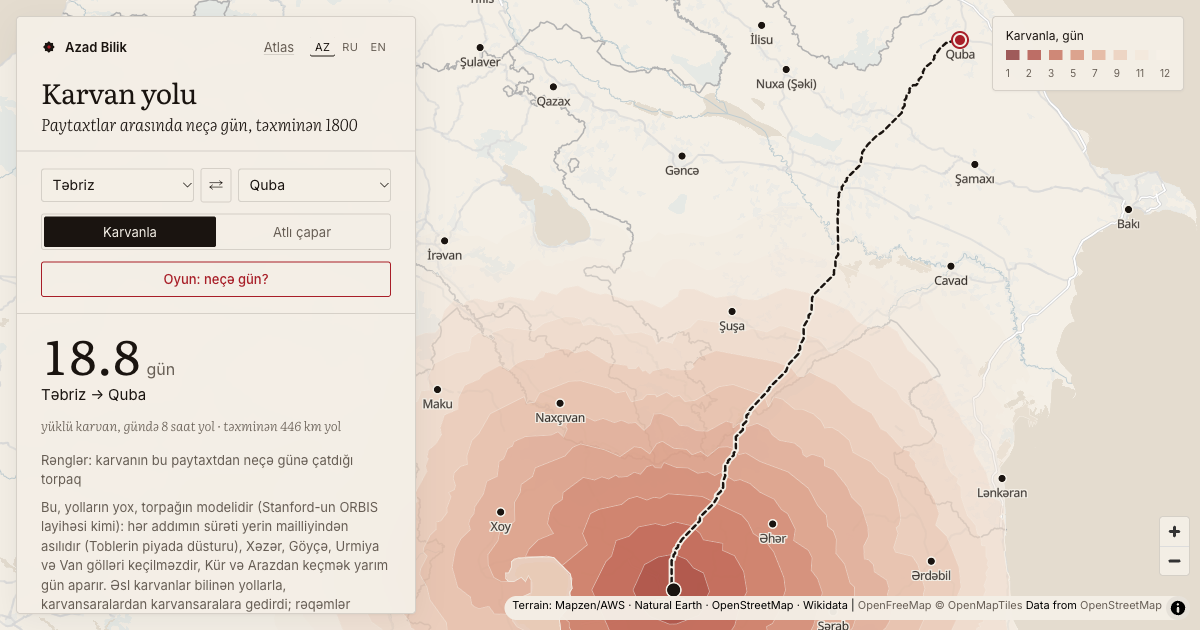 Azad Bilik
Atlas
AZ RU EN
Karvan yolu
Paytaxtlar arasında neçə gün, təxminən 1800
Təbriz
⇄
Quba
Karvanla
Atlı çapar
Oyun: neçə gün?
18.8 gün
Təbriz → Quba
yüklü karvan, gündə 8 saat yol · təxminən 446 km yol
Rənglər: karvanın bu paytaxtdan neçə günə çatdığı
torpaq
Bu, yolların yox, torpağın modelidir (Stanford-un ORBIS
layihəsi kimi): hər addımın sürəti yerin mailliyindən
asılıdır (Toblerin piyada düsturu), Xəzər, Göyçə, Urmiya
və Van gölləri keçilməzdir, Kür və Arazdan keçmək yarım
gün aparır. Əsl karvanlar bilinən yollarla,
karvansaralardan karvansaralara gedirdi; rəqəmlər
Karvanla, gün
1 2 3 5 7 9 11 12
Şulaver
İlisu
Quba
Qazax
Nuxa (Şəki)
Gəncə
Şamaxı
Bakı
İrəvan
Cavad
Şuşa
Maku
Naxçıvan
Lənkəran
Xoy
Əhər
Ərdəbil
Sərab
+
−
Terrain: Mapzen/AWS · Natural Earth · OpenStreetMap · Wikidata | OpenFreeMap © OpenMapTiles Data from OpenStreetMap